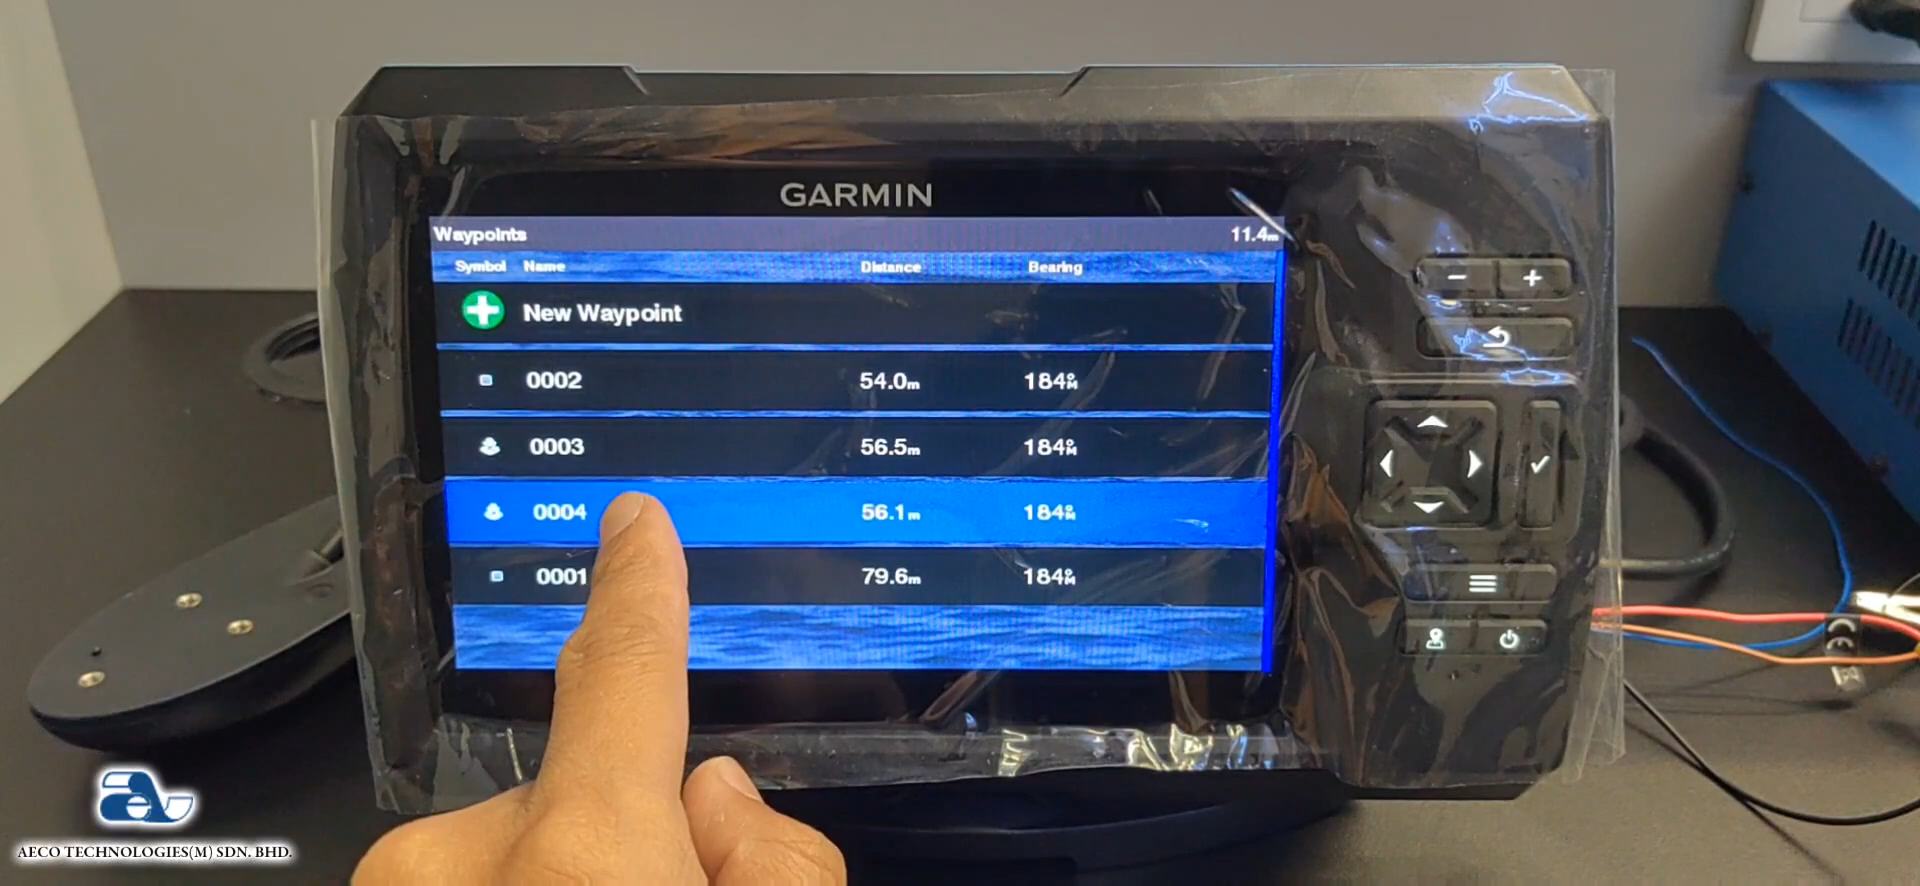 GARMIN
Waypoints 11.4m
Symbol Name Distance Bearing
New Waypoint
0002 54.0m 184°M
0003 56.5m 184°M
0004 56.1m 184°M
0001 79.6m 184°M
CE
AECO TECHNOLOGIES(M) SDN. BHD.